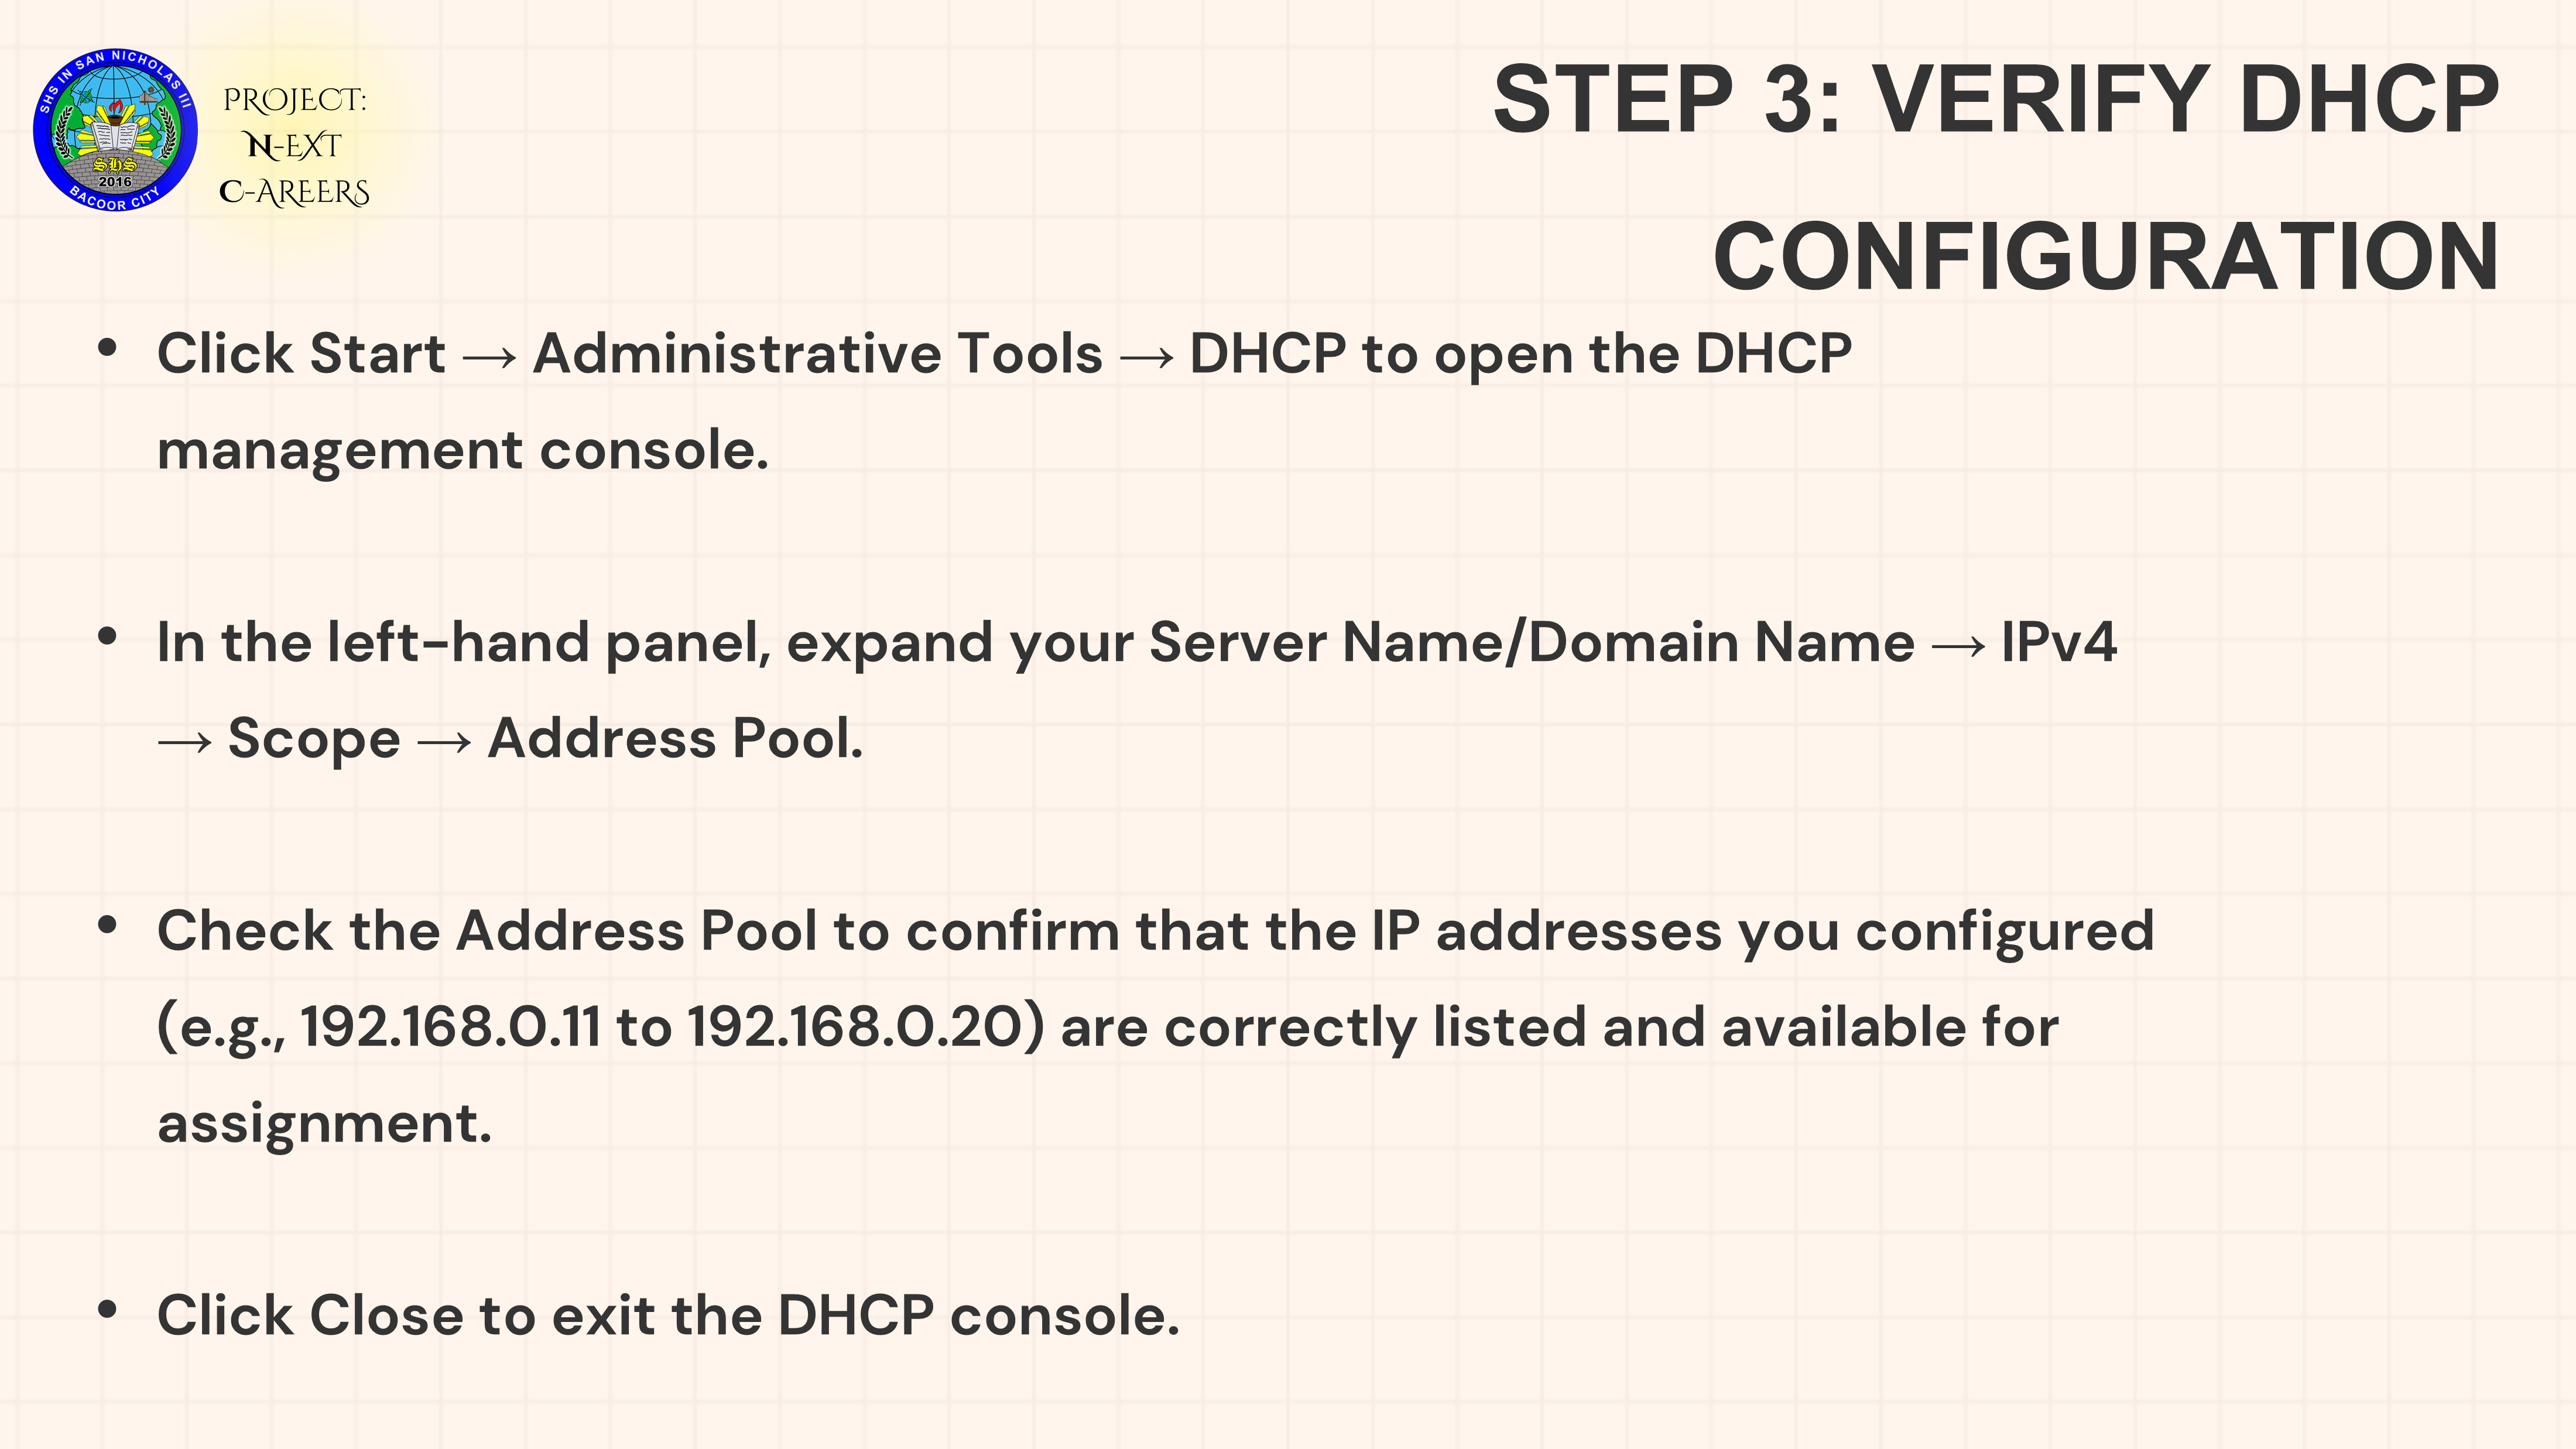 SHS IN SAN NICHOLAS III
SHS
2016
BACOOR CITY
PROJECT:
N-EXT
C-AREERS
STEP 3: VERIFY DHCP
CONFIGURATION
• Click Start → Administrative Tools → DHCP to open the DHCP
management console.
• In the left-hand panel, expand your Server Name/Domain Name → IPv4
→ Scope → Address Pool.
• Check the Address Pool to confirm that the IP addresses you configured
(e.g., 192.168.0.11 to 192.168.0.20) are correctly listed and available for
assignment.
• Click Close to exit the DHCP console.